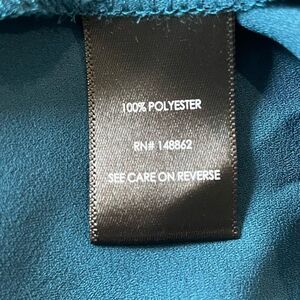 100% POLYESTER
RN# 148862
SEE CARE ON REVERSE